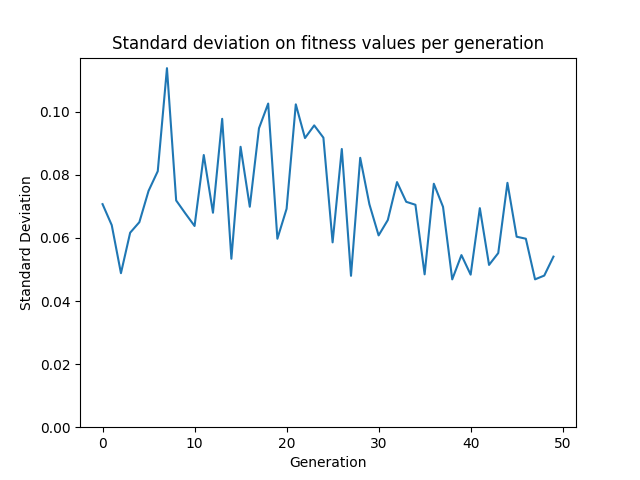 Standard deviation on fitness values per generation
Standard Deviation
0.10
0.08
0.06
0.04
0.02
0.00
0 10 20 30 40 50
Generation